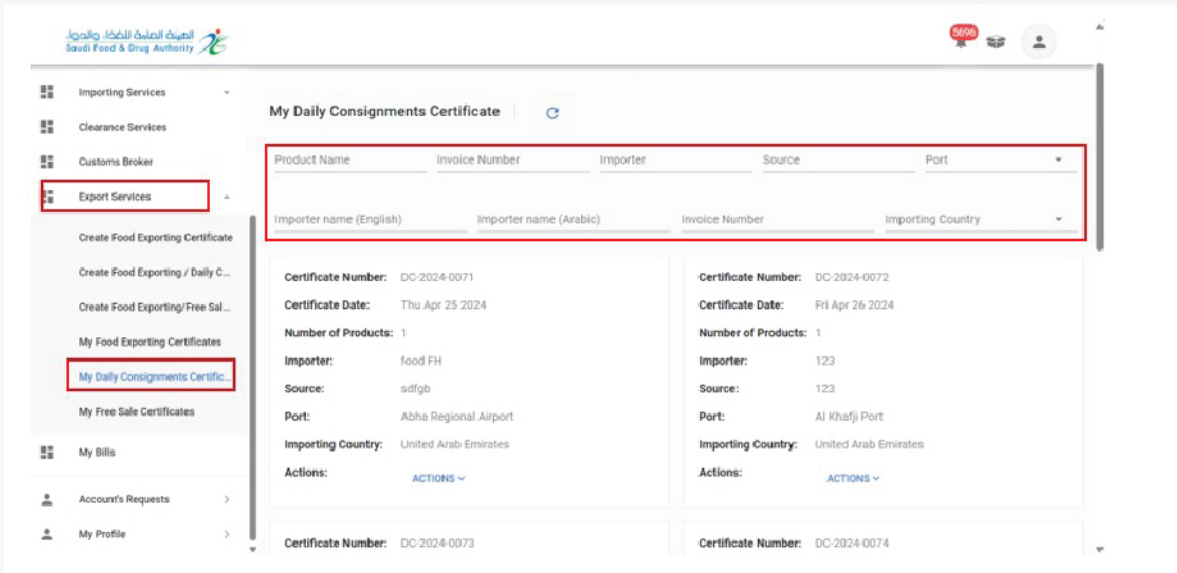 الهيئة العامة للغذاء والدواء
Saudi Food & Drug Authority
5696
Importing Services
Clearance Services
Customs Broker
Export Services
Create Food Exporting Certificate
Create Food Exporting / Daily C...
Create Food Exporting/Free Sal...
My Food Exporting Certificates
My Daily Consignments Certific...
My Free Sale Certificates
My Bills
Account's Requests
My Profile
My Daily Consignments Certificate
Product Name Invoice Number Importer Source Port
Importer name (English) Importer name (Arabic) Invoice Number Importing Country
Certificate Number: DC-2024-0071
Certificate Date: Thu Apr 25 2024
Number of Products: 1
Importer: food FH
Source: sdfgb
Port: Abha Regional Airport
Importing Country: United Arab Emirates
Actions: ACTIONS
Certificate Number: DC-2024-0072
Certificate Date: Fri Apr 26 2024
Number of Products: 1
Importer: 123
Source: 123
Port: Al Khafji Port
Importing Country: United Arab Emirates
Actions: ACTIONS
Certificate Number: DC-2024-0073
Certificate Number: DC-2024-0074